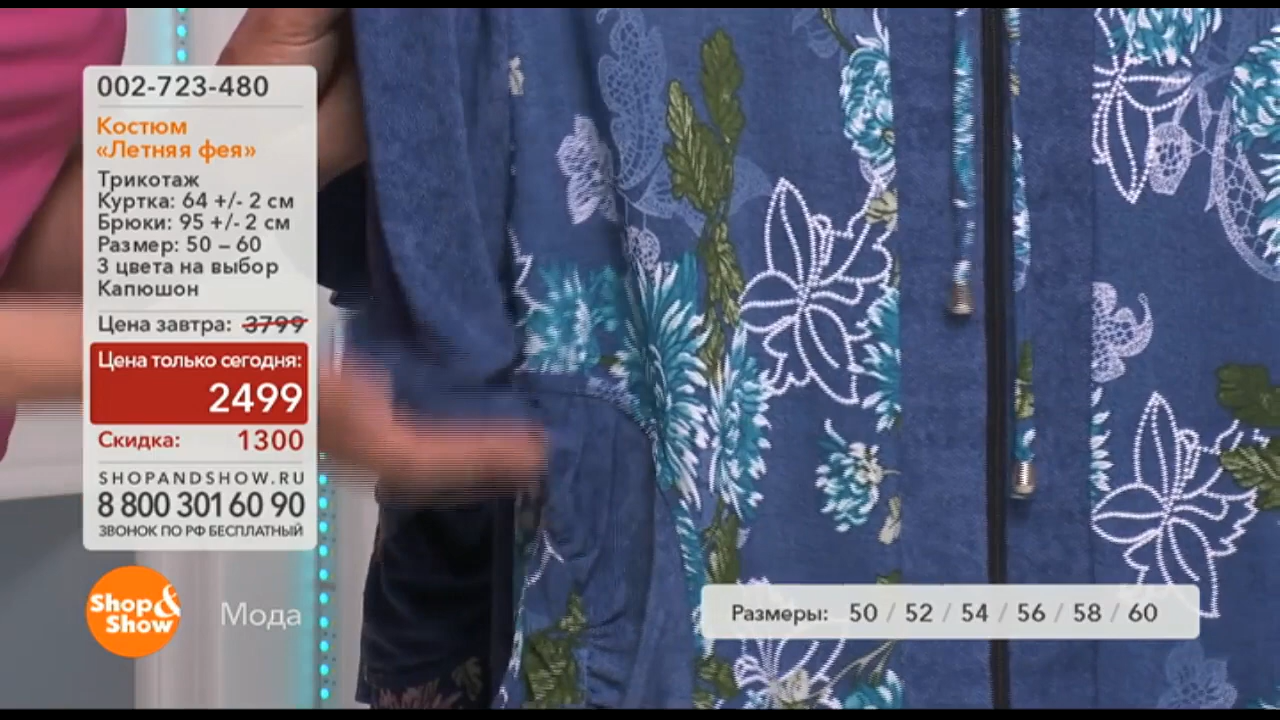 002-723-480
Костюм
«Летняя фея»
Трикотаж
Куртка: 64 +/- 2 см
Брюки: 95 +/- 2 см
Размер: 50 – 60
3 цвета на выбор
Капюшон
Цена завтра: 3799
Цена только сегодня:
2499
Скидка: 1300
SHOPANDSHOW.RU
8 800 301 60 90
ЗВОНОК ПО РФ БЕСПЛАТНЫЙ
Shop&
Show
Мода
Размеры: 50 / 52 / 54 / 56 / 58 / 60